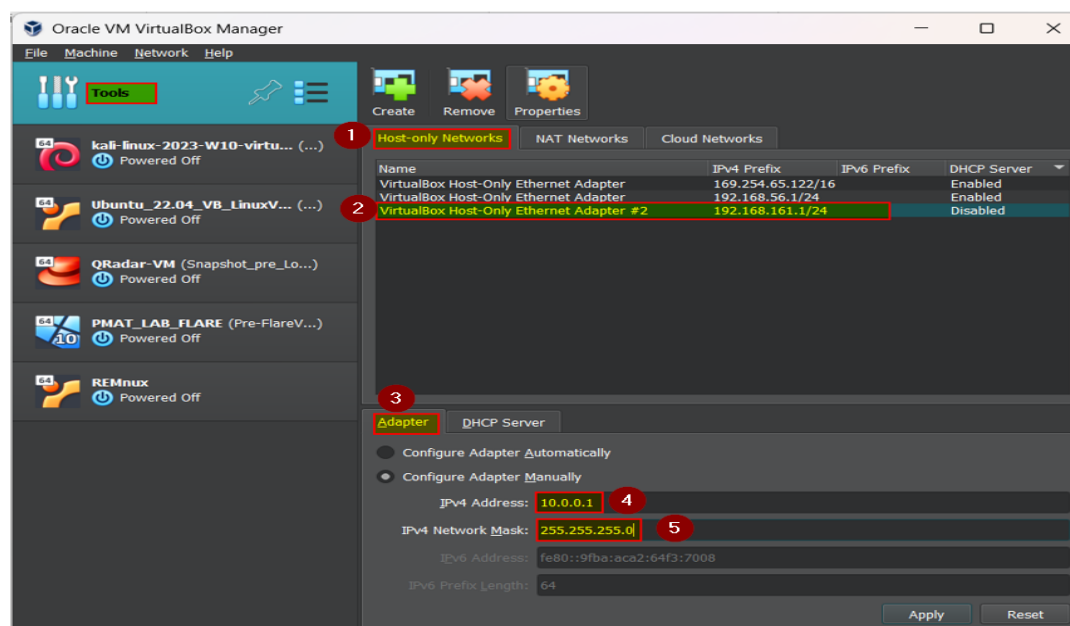 Oracle VM VirtualBox Manager
File Machine Network Help
Tools
Create Remove Properties
1 Host-only Networks NAT Networks Cloud Networks
Name IPv4 Prefix IPv6 Prefix DHCP Server
VirtualBox Host-Only Ethernet Adapter 169.254.65.122/16 Enabled
VirtualBox Host-Only Ethernet Adapter 192.168.56.1/24 Enabled
2 VirtualBox Host-Only Ethernet Adapter #2 192.168.161.1/24 Disabled
64 kali-linux-2023-W10-virtu... (...)
Powered Off
64 Ubuntu_22.04_VB_LinuxV... (...)
Powered Off
64 QRadar-VM (Snapshot_pre_Lo...)
Powered Off
64 PMAT_LAB_FLARE (Pre-FlareV...)
10 Powered Off
64 REMnux
Powered Off
3
Adapter DHCP Server
Configure Adapter Automatically
Configure Adapter Manually
IPv4 Address: 10.0.0.1 4
IPv4 Network Mask: 255.255.255.0 5
IPv6 Address: fe80::9fba:aca2:64f3:7008
IPv6 Prefix Length: 64
Apply Reset